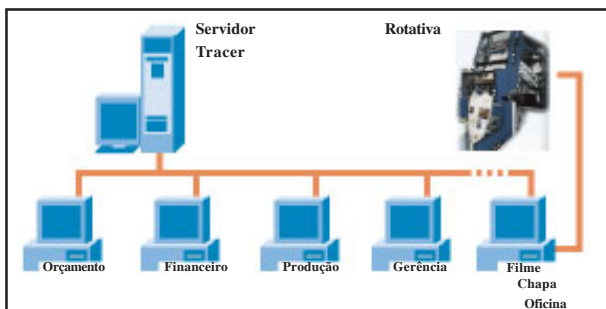 Servidor
Tracer
Rotativa
Orçamento
Financeiro
Produção
Gerência
Filme
Chapa
Oficina